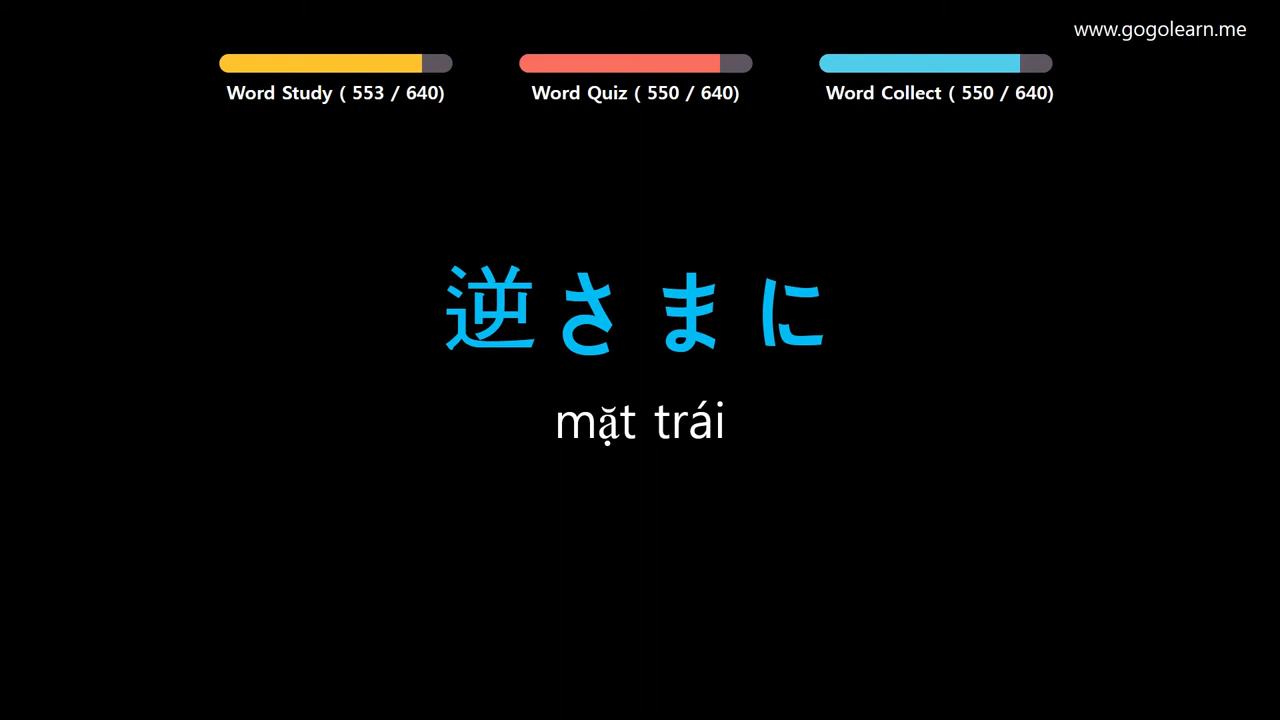 www.gogolearn.me
Word Study ( 553 / 640)
Word Quiz ( 550 / 640)
Word Collect ( 550 / 640)
逆さまに
mặt trái